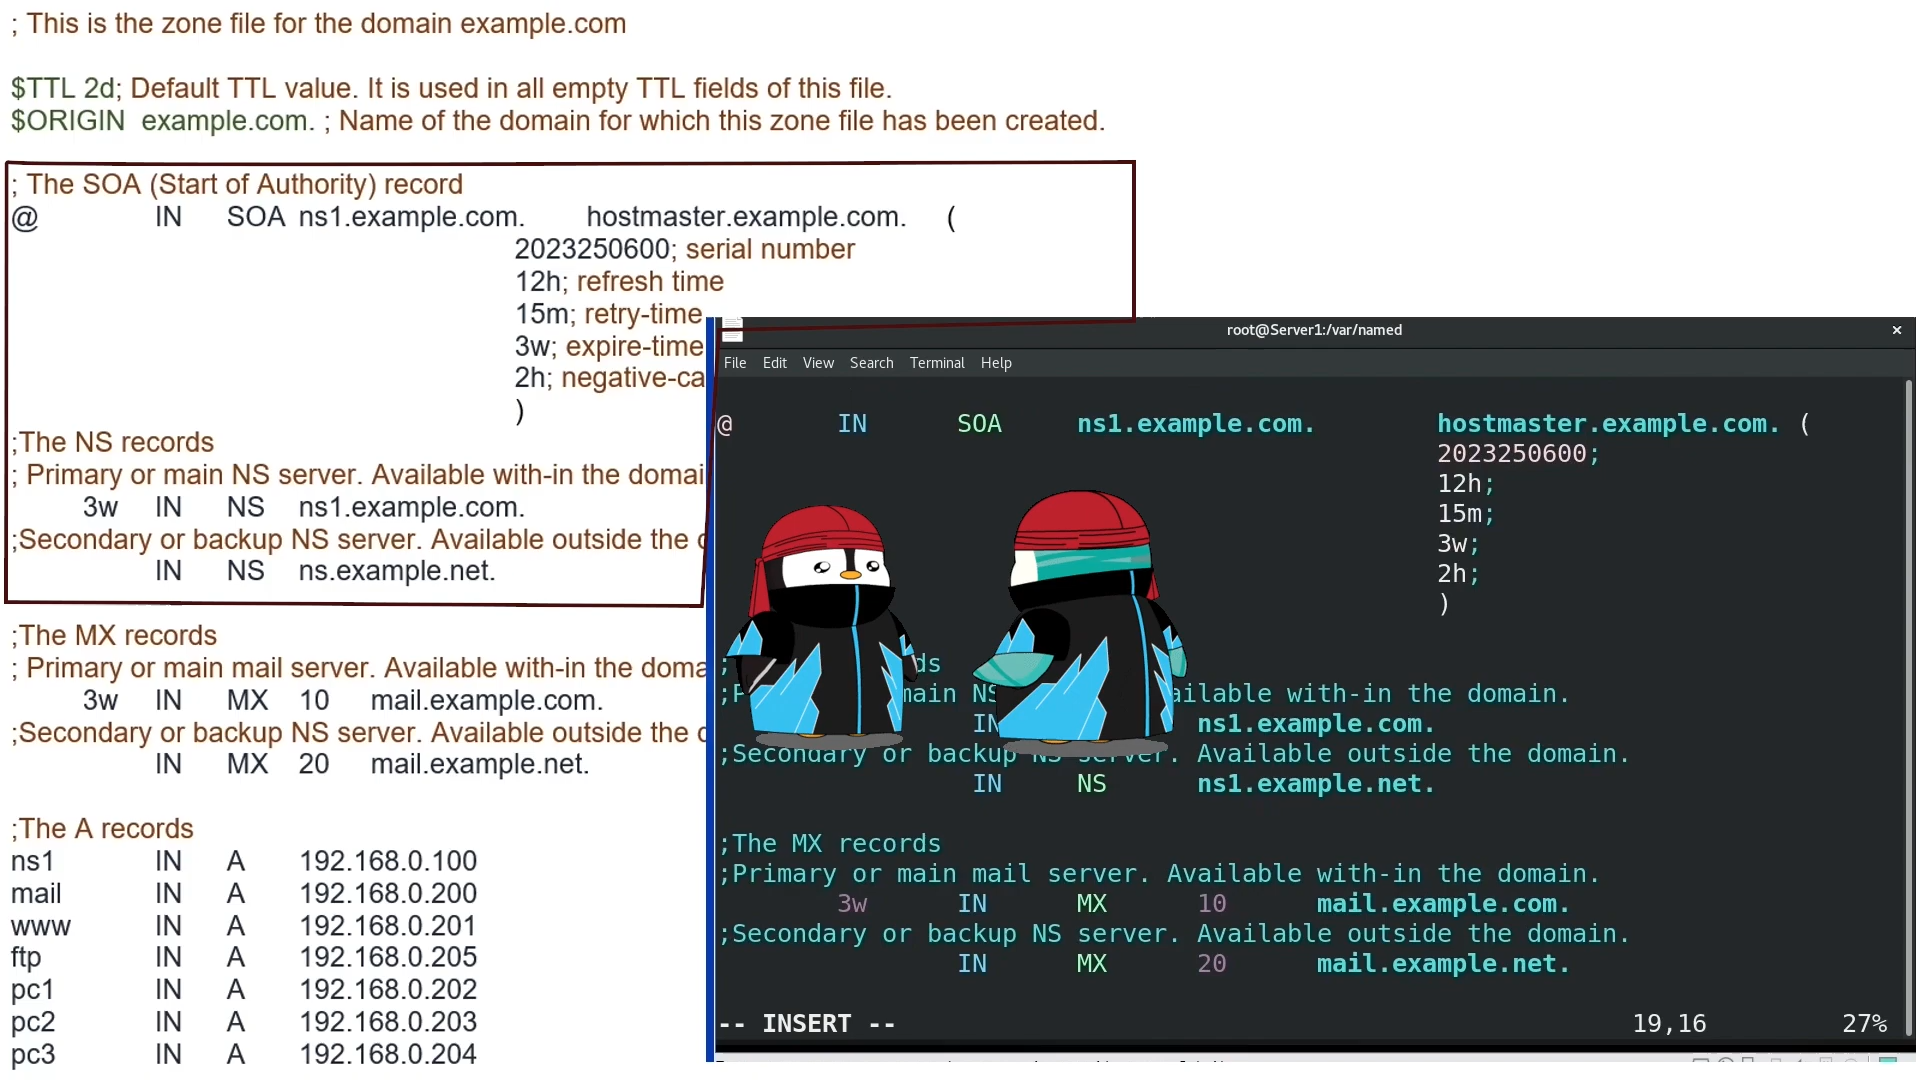 ; This is the zone file for the domain example.com
$TTL 2d; Default TTL value. It is used in all empty TTL fields of this file.
$ORIGIN example.com. ; Name of the domain for which this zone file has been created.
; The SOA (Start of Authority) record
@ IN SOA ns1.example.com. hostmaster.example.com. (
2023250600; serial number
12h; refresh time
15m; retry-time
3w; expire-time
2h; negative-ca
)
;The NS records
; Primary or main NS server. Available with-in the domai
3w IN NS ns1.example.com.
;Secondary or backup NS server. Available outside the
IN NS ns.example.net.
;The MX records
; Primary or main mail server. Available with-in the doma
3w IN MX 10 mail.example.com.
;Secondary or backup NS server. Available outside the
IN MX 20 mail.example.net.
;The A records
ns1 IN A 192.168.0.100
mail IN A 192.168.0.200
www IN A 192.168.0.201
ftp IN A 192.168.0.205
pc1 IN A 192.168.0.202
pc2 IN A 192.168.0.203
pc3 IN A 192.168.0.204
root@Server1:/var/named
File Edit View Search Terminal Help
@ IN SOA ns1.example.com. hostmaster.example.com. (
2023250600;
12h;
15m;
3w;
2h;
)
;P main NS ailable with-in the domain.
IN ns1.example.com.
;Secondary or backup NS server. Available outside the domain.
IN NS ns1.example.net.
;The MX records
;Primary or main mail server. Available with-in the domain.
3w IN MX 10 mail.example.com.
;Secondary or backup NS server. Available outside the domain.
IN MX 20 mail.example.net.
-- INSERT -- 19,16 27%